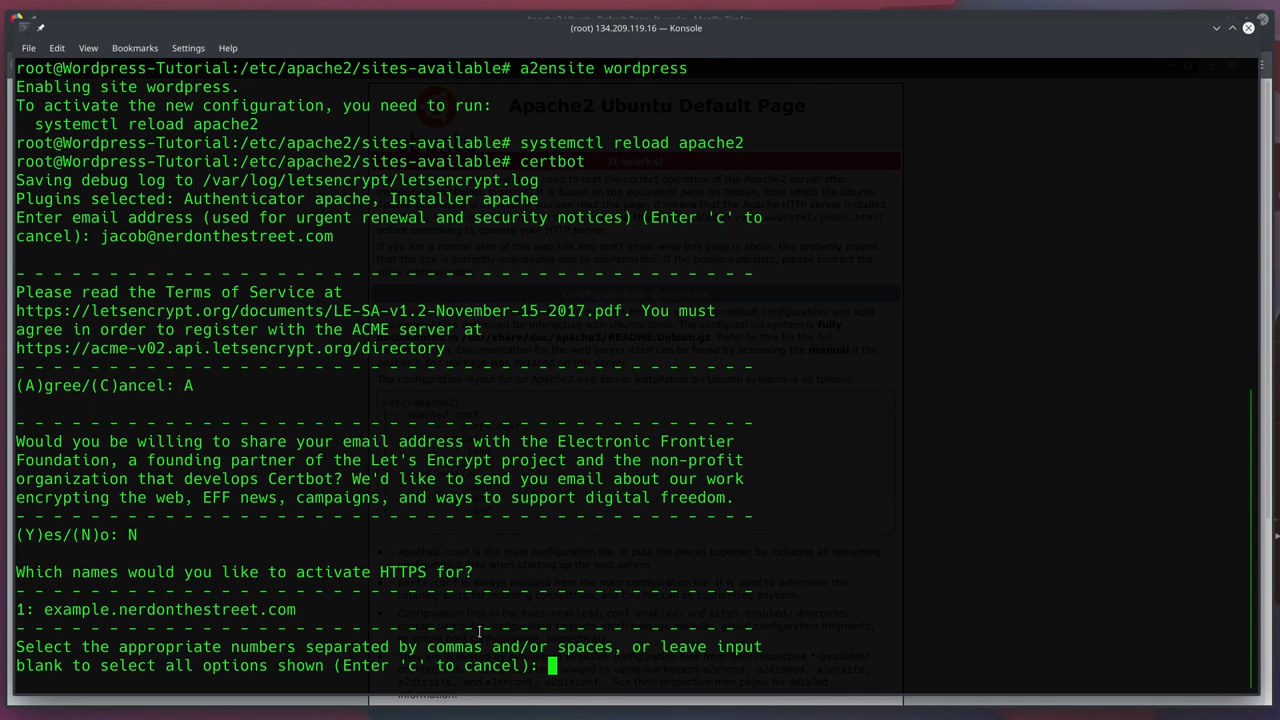 (root) 134.209.119.16 — Konsole
File Edit View Bookmarks Settings Help
root@Wordpress-Tutorial:/etc/apache2/sites-available# a2ensite wordpress
Enabling site wordpress.
To activate the new configuration, you need to run:
systemctl reload apache2
root@Wordpress-Tutorial:/etc/apache2/sites-available# systemctl reload apache2
root@Wordpress-Tutorial:/etc/apache2/sites-available# certbot
Saving debug log to /var/log/letsencrypt/letsencrypt.log
Plugins selected: Authenticator apache, Installer apache
Enter email address (used for urgent renewal and security notices) (Enter 'c' to
cancel): jacob@nerdonthestreet.com
- - - - - - - - - - - - - - - - - - - - - - - - - - - - - - - - - - - - - - - -
Please read the Terms of Service at
https://letsencrypt.org/documents/LE-SA-v1.2-November-15-2017.pdf. You must
agree in order to register with the ACME server at
https://acme-v02.api.letsencrypt.org/directory
- - - - - - - - - - - - - - - - - - - - - - - - - - - - - - - - - - - - - - - -
(A)gree/(C)ancel: A
- - - - - - - - - - - - - - - - - - - - - - - - - - - - - - - - - - - - - - - -
Would you be willing to share your email address with the Electronic Frontier
Foundation, a founding partner of the Let's Encrypt project and the non-profit
organization that develops Certbot? We'd like to send you email about our work
encrypting the web, EFF news, campaigns, and ways to support digital freedom.
- - - - - - - - - - - - - - - - - - - - - - - - - - - - - - - - - - - - - - - -
(Y)es/(N)o: N
Which names would you like to activate HTTPS for?
- - - - - - - - - - - - - - - - - - - - - - - - - - - - - - - - - - - - - - - -
1: example.nerdonthestreet.com
- - - - - - - - - - - - - - - - - - - - - - - - - - - - - - - - - - - - - - - -
Select the appropriate numbers separated by commas and/or spaces, or leave input
blank to select all options shown (Enter 'c' to cancel):
Apache2 Ubuntu Default Page
It works!